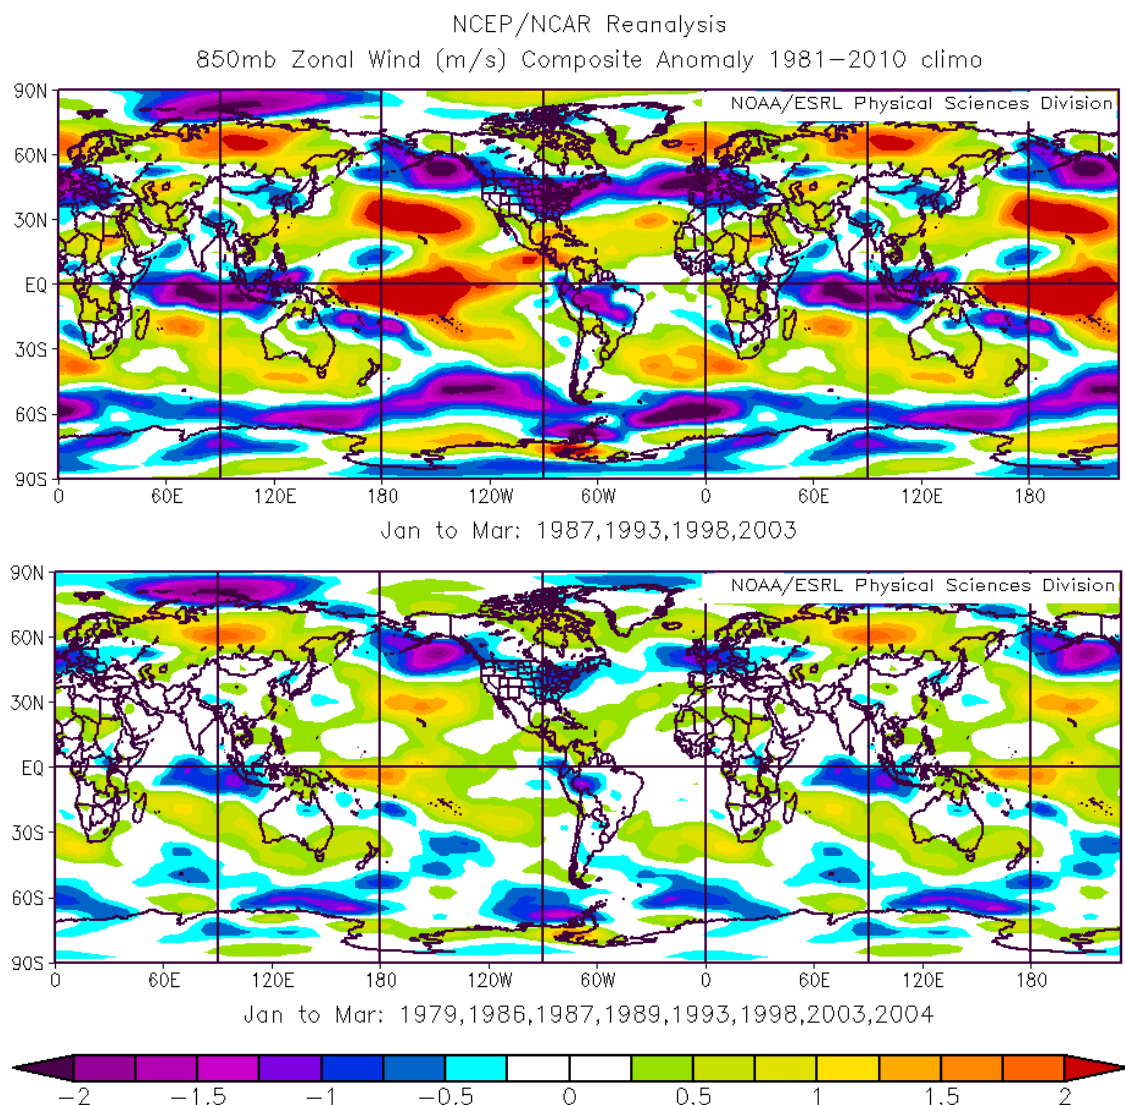 NCEP/NCAR Reanalysis
850mb Zonal Wind (m/s) Composite Anomaly 1981−2010 climo
NOAA/ESRL Physical Sciences Division
90N
60N
30N
EQ
30S
60S
90S
0 60E 120E 180 120W 60W 0 60E 120E 180
Jan to Mar: 1987,1993,1998,2003
NOAA/ESRL Physical Sciences Division
90N
60N
30N
EQ
30S
60S
90S
0 60E 120E 180 120W 60W 0 60E 120E 180
Jan to Mar: 1979,1986,1987,1989,1993,1998,2003,2004
−2 −1.5 −1 −0.5 0 0.5 1 1.5 2